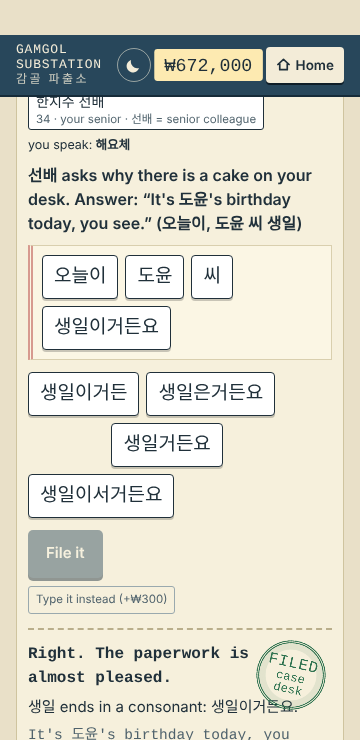 GAMGOL
SUBSTATION
감골 파출소
₩672,000
Home
한지수 선배
34 · your senior · 선배 = senior colleague
you speak: 해요체
선배 asks why there is a cake on your
desk. Answer: “It's 도윤's birthday
today, you see.” (오늘이, 도윤 씨 생일)
오늘이 도윤 씨
생일이거든요
생일이거든 생일은거든요
생일거든요
생일이서거든요
File it
Type it instead (+₩300)
Right. The paperwork is
almost pleased.
FILED
case
desk
생일 ends in a consonant: 생일이거든요.
It's 도윤's birthday today, you